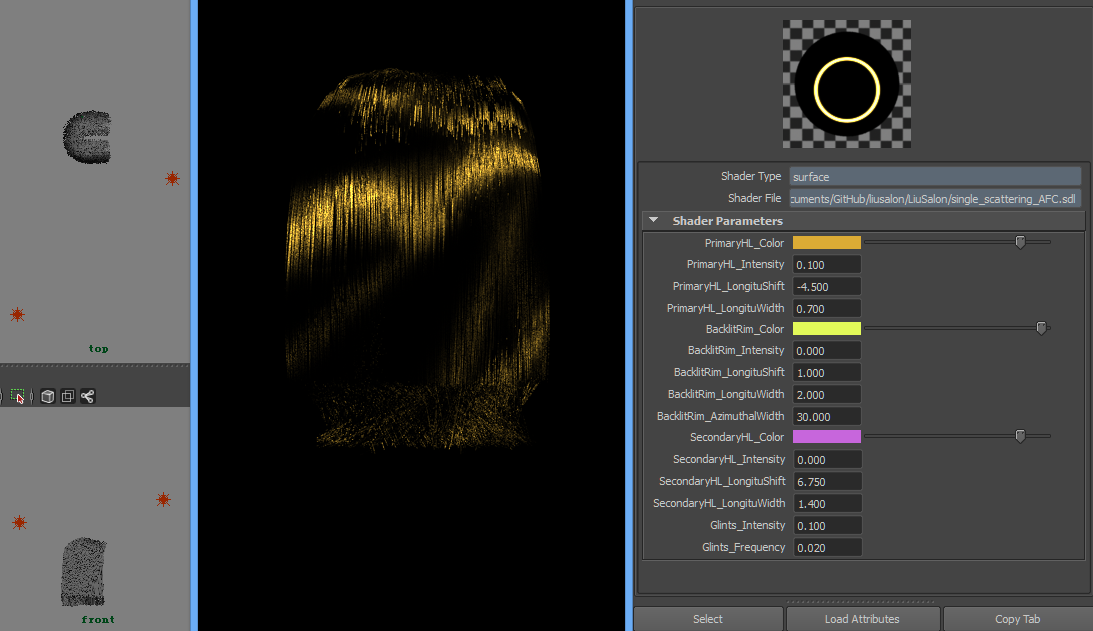 top
front
Shader Type surface
Shader File cuments/GitHub/liusalon/LiuSalon/single_scattering_AFC.sdl
Shader Parameters
PrimaryHL_Color
PrimaryHL_Intensity 0.100
PrimaryHL_LongituShift -4.500
PrimaryHL_LongituWidth 0.700
BacklitRim_Color
BacklitRim_Intensity 0.000
BacklitRim_LongituShift 1.000
BacklitRim_LongituWidth 2.000
BacklitRim_AzimuthalWidth 30.000
SecondaryHL_Color
SecondaryHL_Intensity 0.000
SecondaryHL_LongituShift 6.750
SecondaryHL_LongituWidth 1.400
Glints_Intensity 0.100
Glints_Frequency 0.020
Select Load Attributes Copy Tab